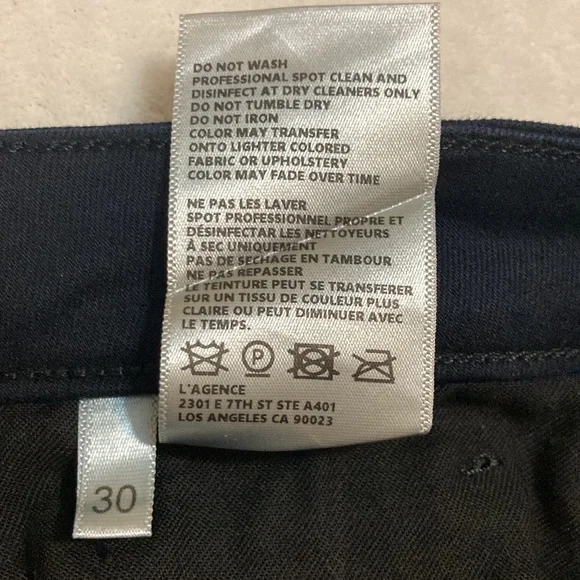 DO NOT WASH
PROFESSIONAL SPOT CLEAN AND
DISINFECT AT DRY CLEANERS ONLY
DO NOT TUMBLE DRY
DO NOT IRON
COLOR MAY TRANSFER
ONTO LIGHTER COLORED
FABRIC OR UPHOLSTERY
COLOR MAY FADE OVER TIME
NE PAS LES LAVER
SPOT PROFESSIONNEL PROPRE ET
DÉSINFECTAR LES NETTOYEURS
À SEC UNIQUEMENT
PAS DE SECHAGE EN TAMBOUR
NE PAS REPASSER
LE TEINTURE PEUT SE TRANSFERER
SUR UN TISSU DE COULEUR PLUS
CLAIRE OU PEUT DIMINUER AVEC
LE TEMPS.
P
L'AGENCE
2301 E 7TH ST STE A401
LOS ANGELES CA 90023
30